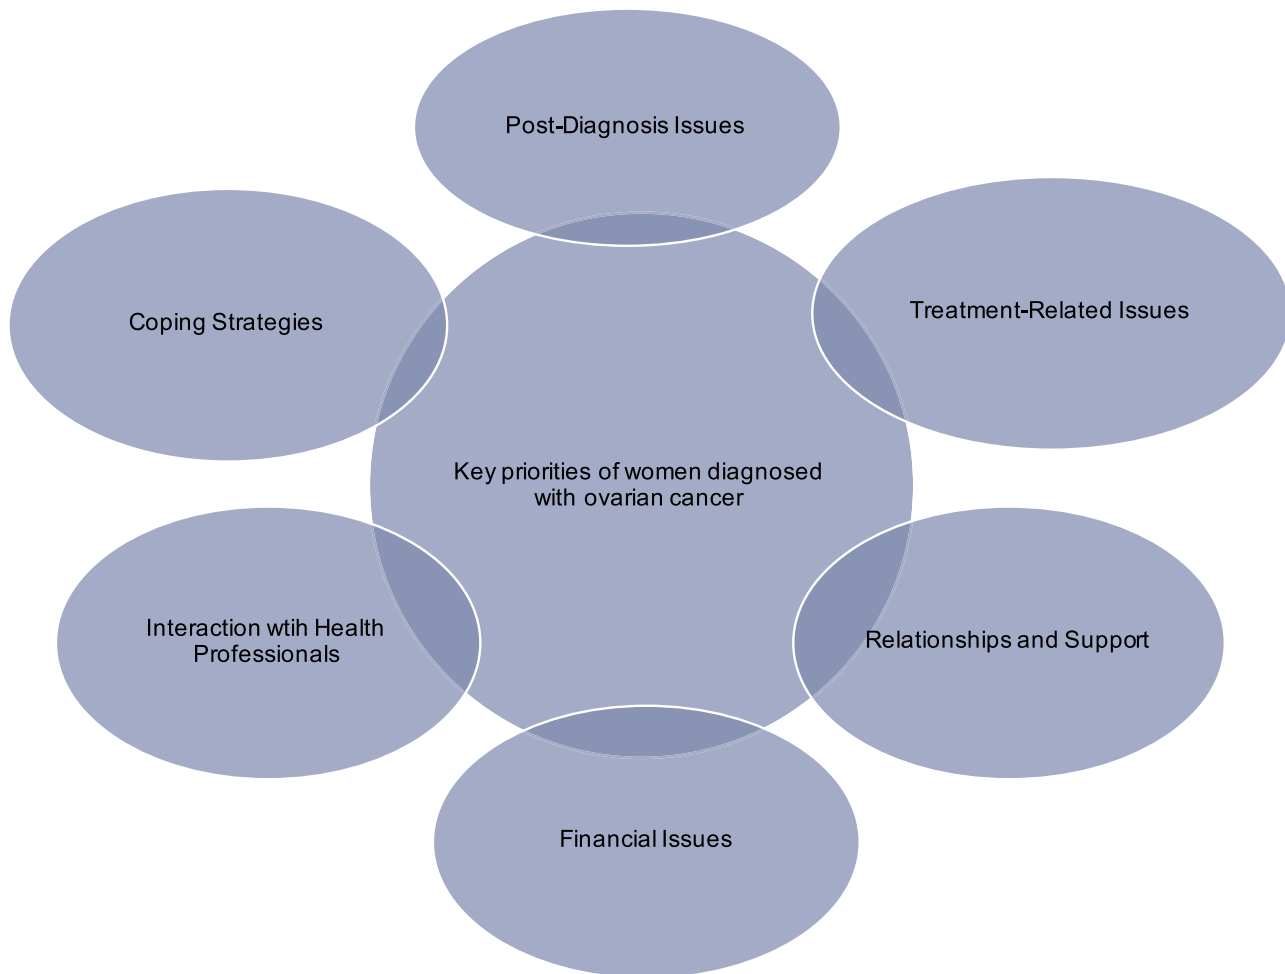 Post-Diagnosis Issues
Treatment-Related Issues
Coping Strategies
Key priorities of women diagnosed
with ovarian cancer
Interaction wtih Health
Professionals
Relationships and Support
Financial Issues